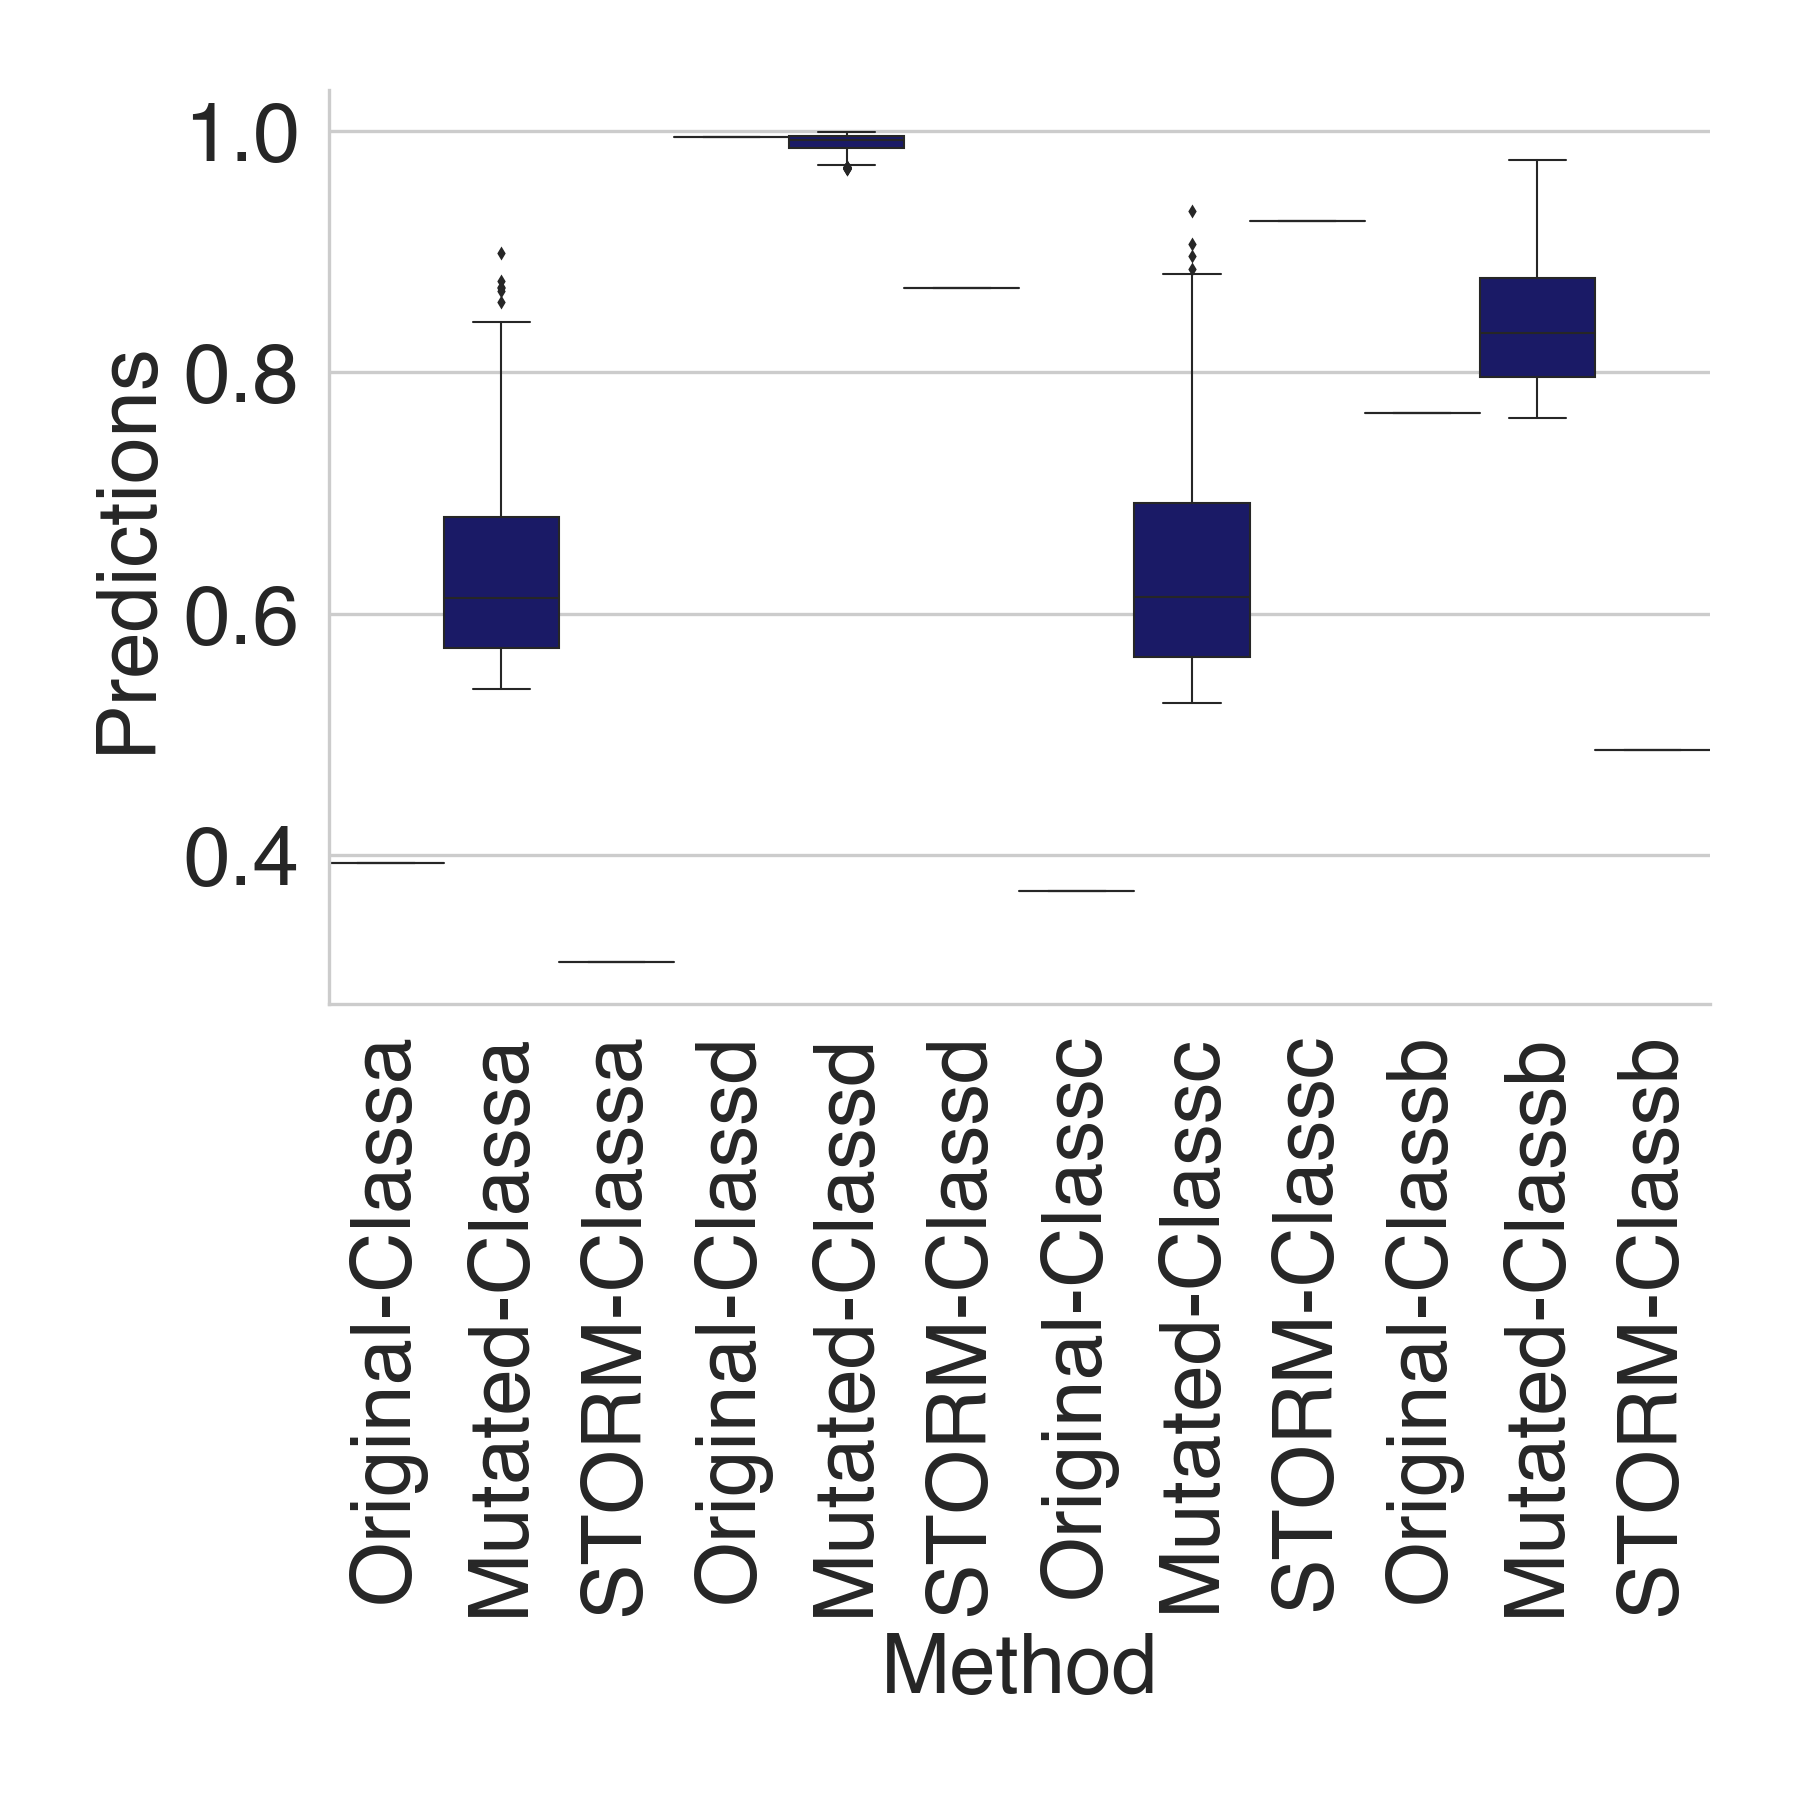 1.0
0.8
0.6
0.4
Predictions
Original-Classa
Mutated-Classa
STORM-Classa
Original-Classd
Mutated-Classd
STORM-Classd
Original-Classc
Mutated-Classc
STORM-Classc
Original-Classb
Mutated-Classb
STORM-Classb
Method